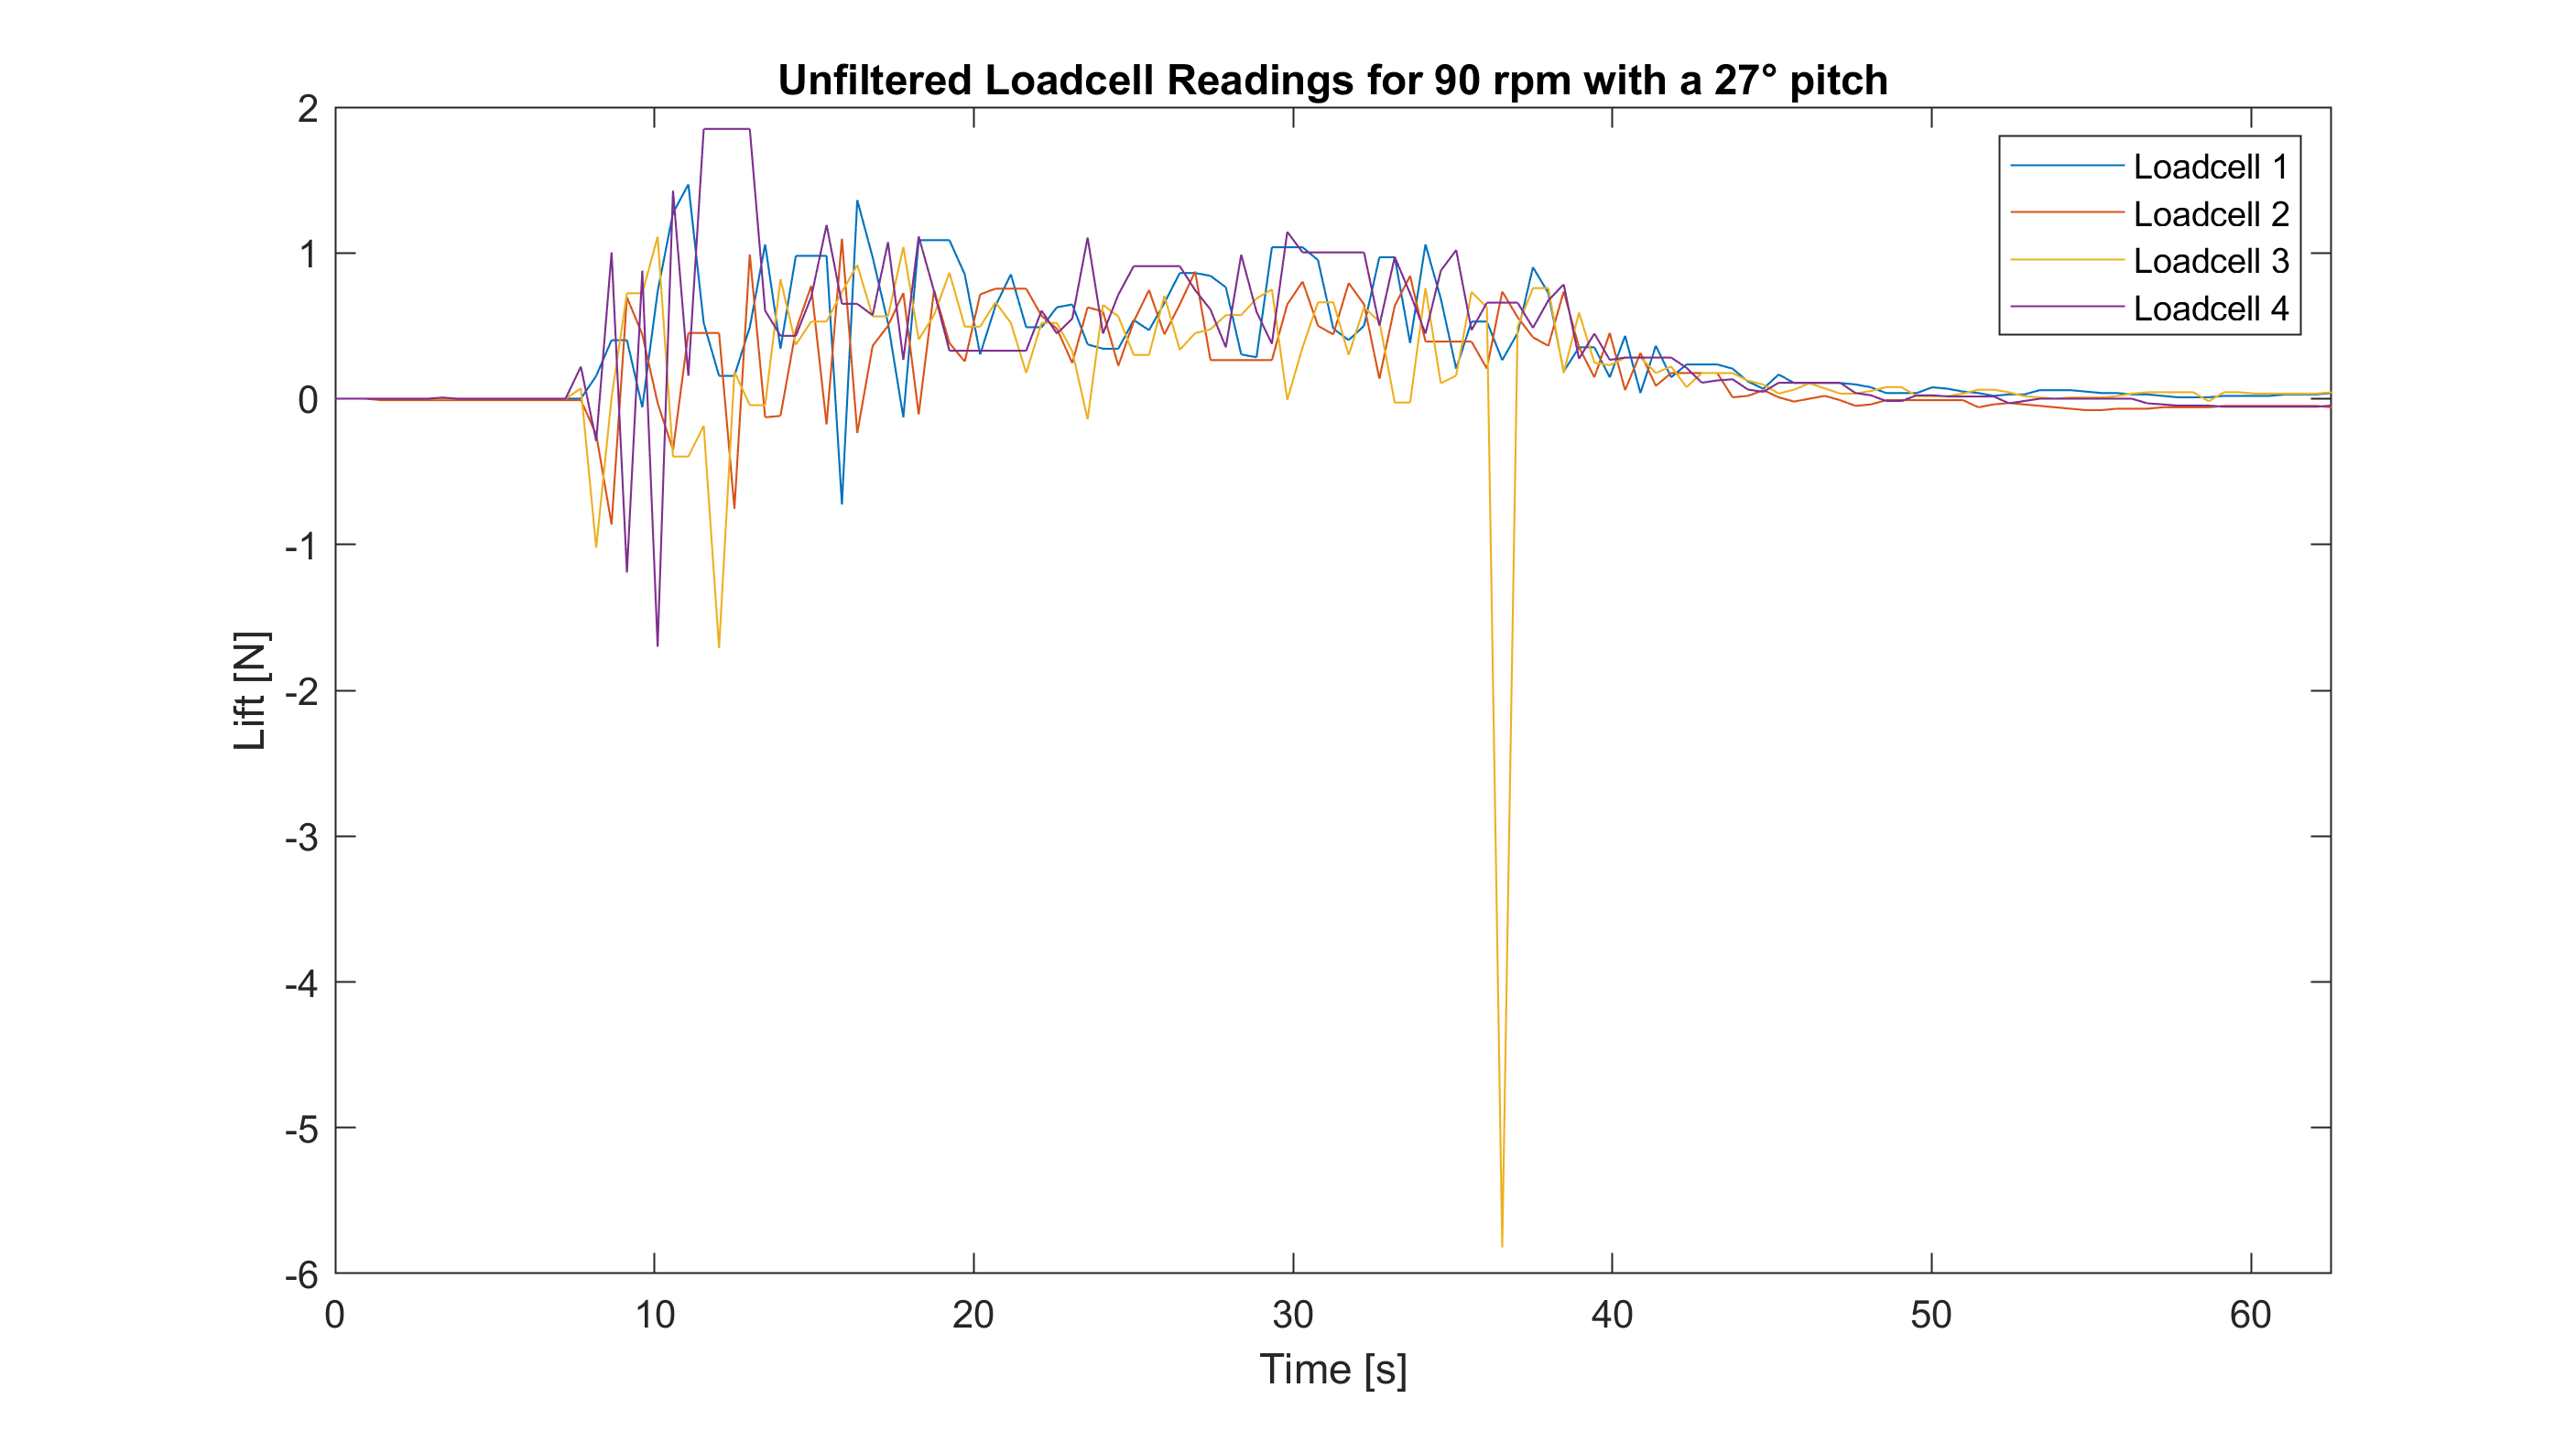 Unfiltered Loadcell Readings for 90 rpm with a 27° pitch
2
1
0
-1
-2
-3
-4
-5
-6
Lift [N]
Loadcell 1
Loadcell 2
Loadcell 3
Loadcell 4
0 10 20 30 40 50 60
Time [s]